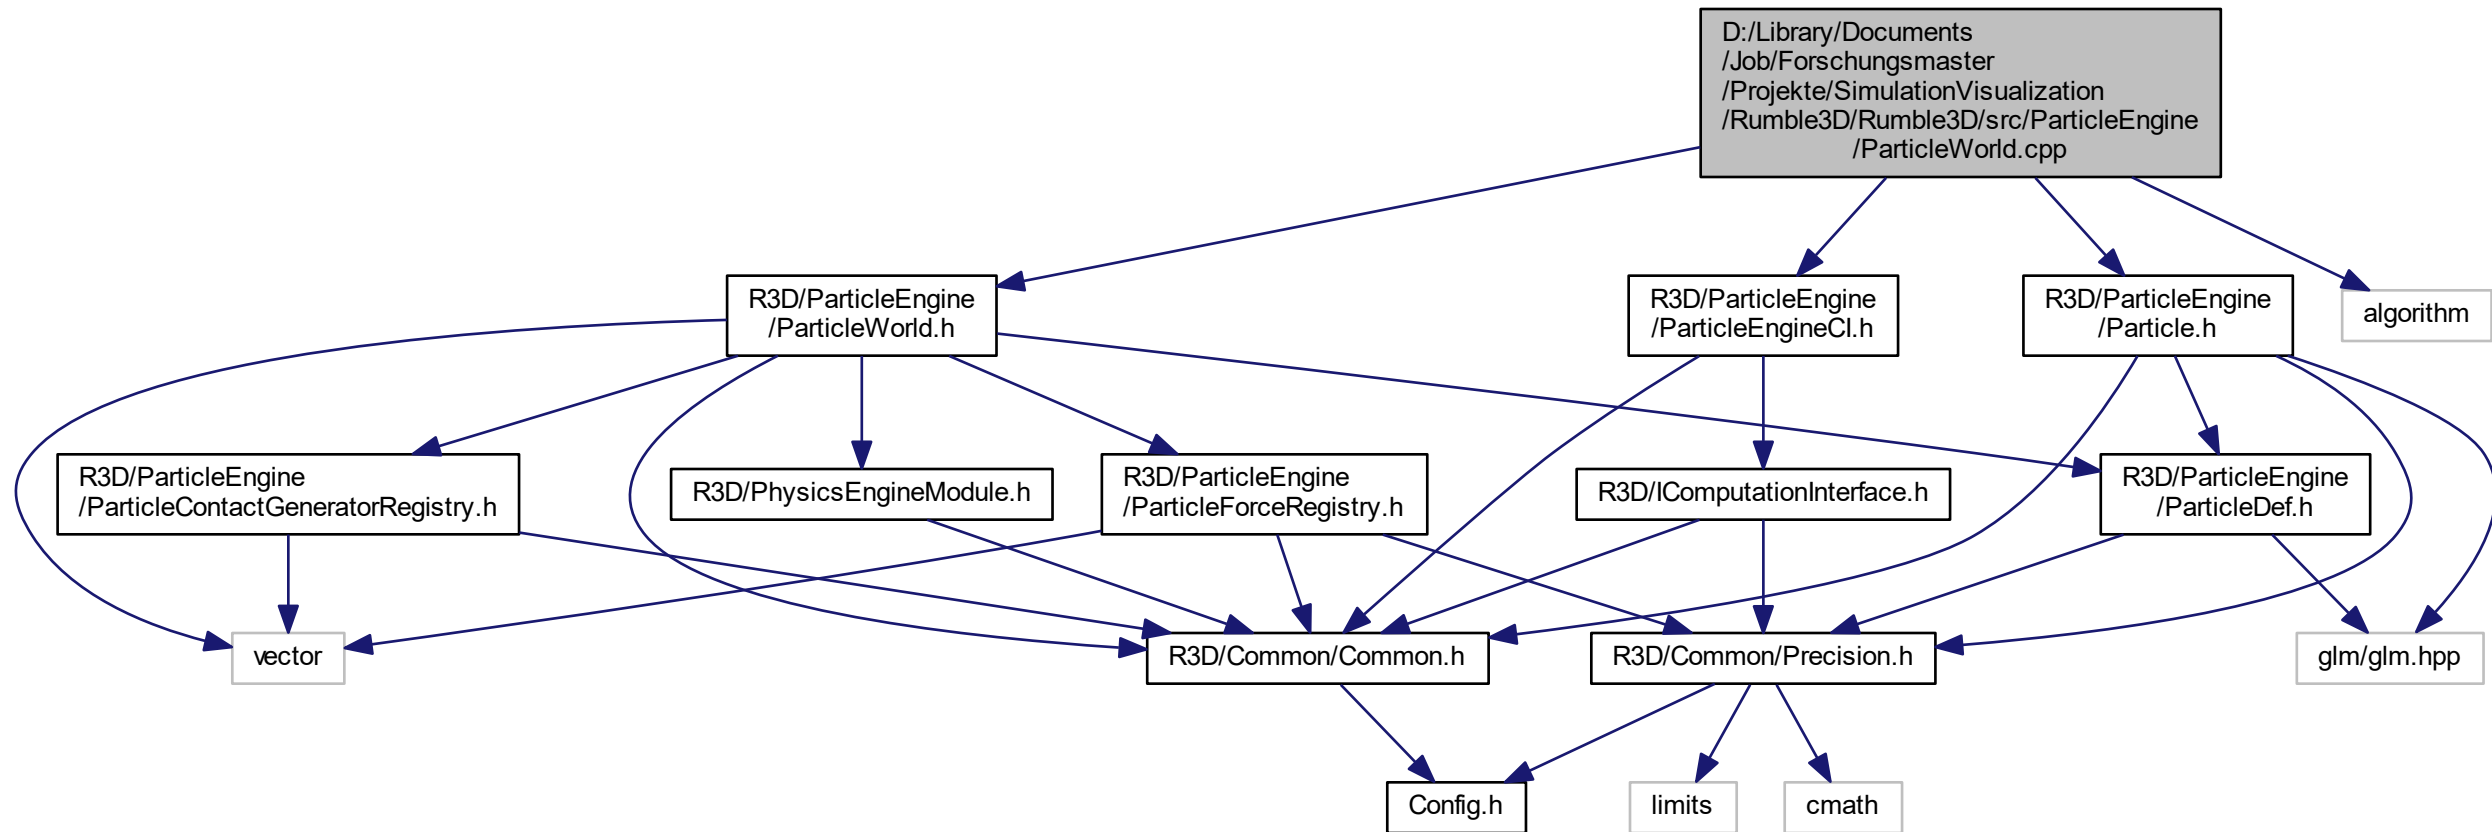 D:/Library/Documents
/Job/Forschungsmaster
/Projekte/SimulationVisualization
/Rumble3D/Rumble3D/src/ParticleEngine
/ParticleWorld.cpp
R3D/ParticleEngine
/ParticleWorld.h
R3D/ParticleEngine
/ParticleEngineCI.h
R3D/ParticleEngine
/Particle.h
algorithm
R3D/ParticleEngine
/ParticleContactGeneratorRegistry.h
R3D/PhysicsEngineModule.h
R3D/ParticleEngine
/ParticleForceRegistry.h
R3D/IComputationInterface.h
R3D/ParticleEngine
/ParticleDef.h
vector
R3D/Common/Common.h
R3D/Common/Precision.h
glm/glm.hpp
Config.h
limits
cmath